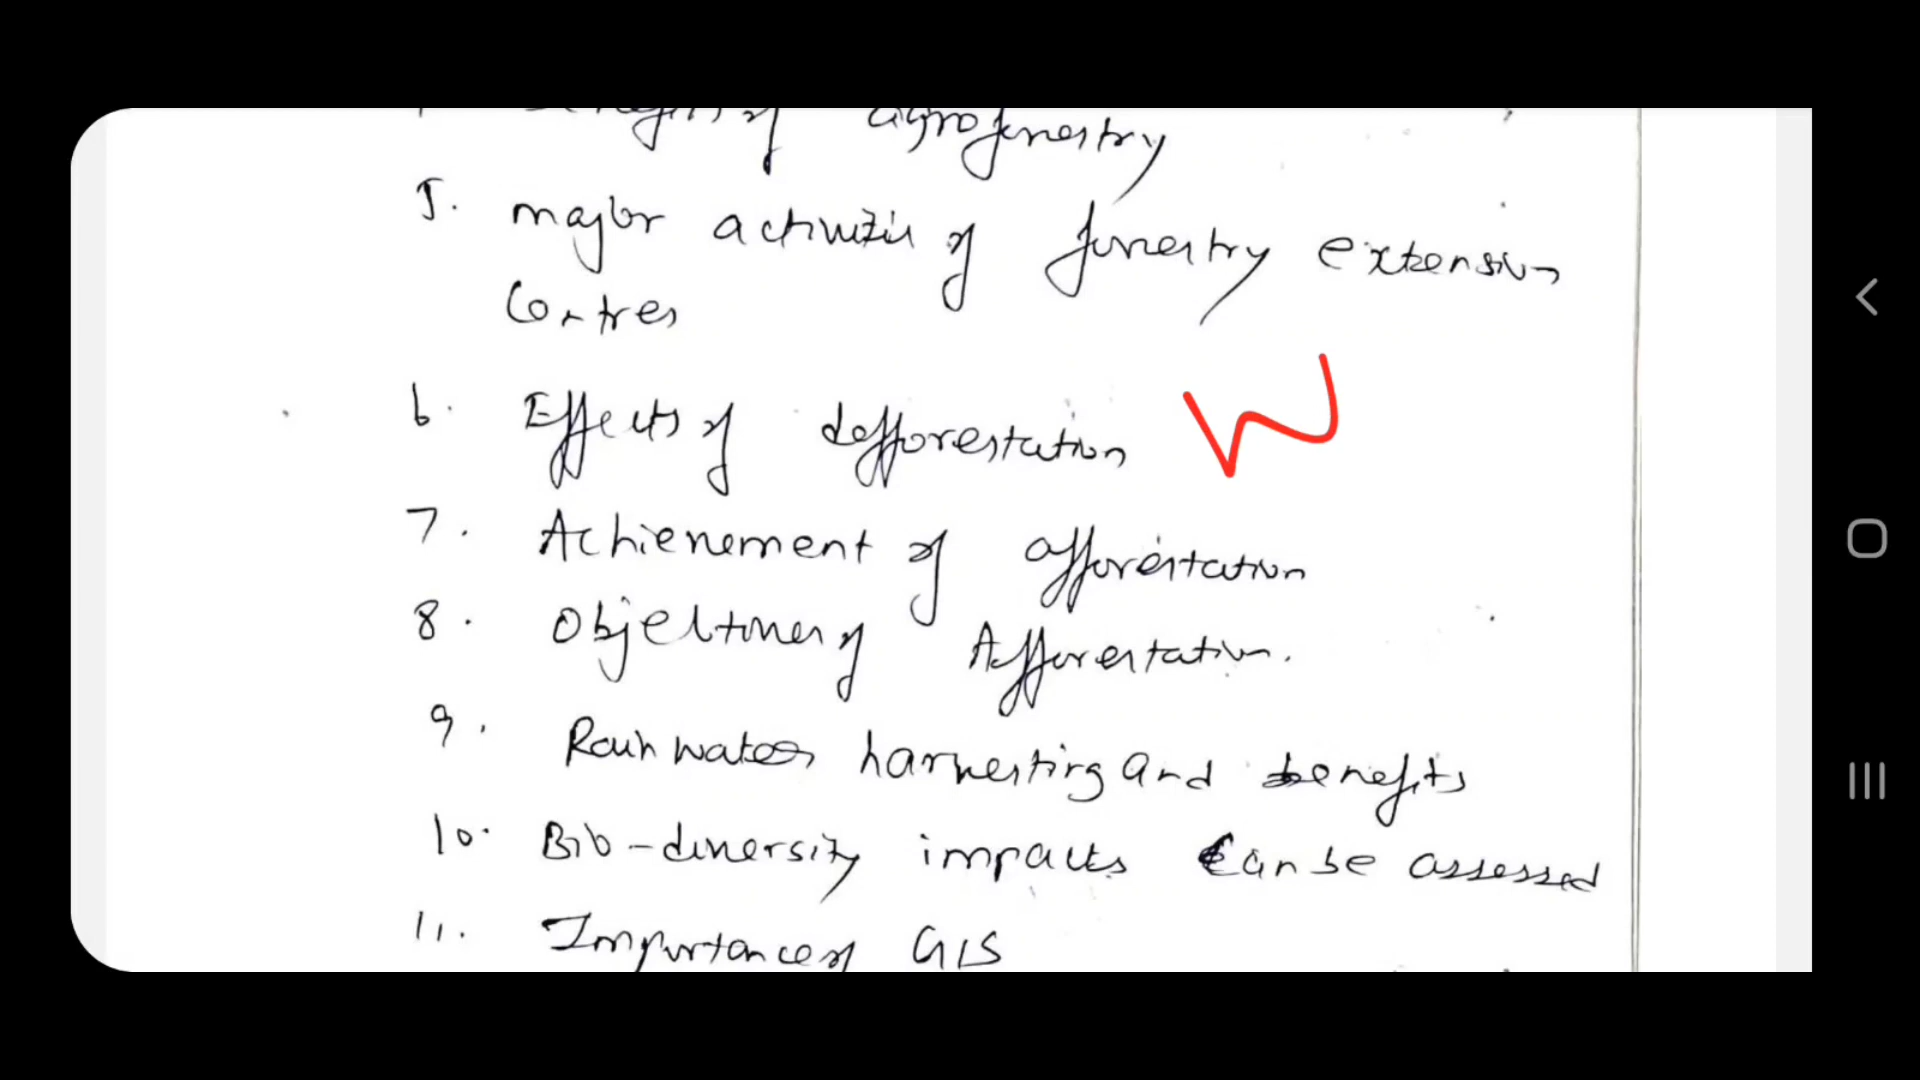 of agroforestry
5. major activities of forestry extension
Centres
6. Effects of defforestation
7. Achievement of afforestation
8. Objectives of Afforestation.
9. Rain water harvesting and benefits
10. Bio-diversity impacts can be assessed
11. Importance of GIS